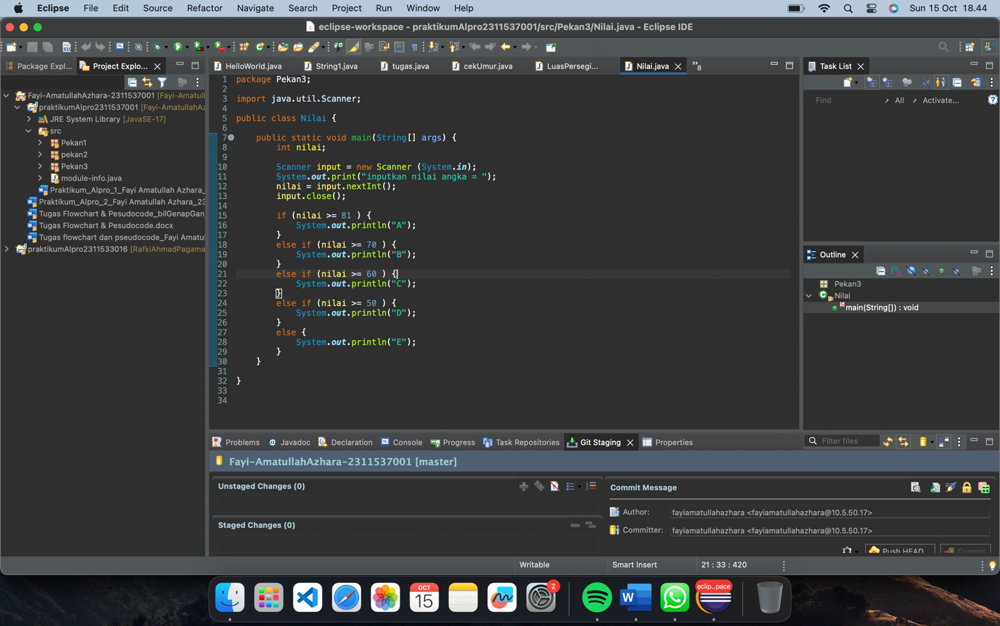 Eclipse File Edit Source Refactor Navigate Search Project Run Window Help Sun 15 Oct 18.44
eclipse-workspace - praktikumAlpro2311537001/src/Pekan3/Nilai.java - Eclipse IDE
Package Expl...
Project Explo...
Fayi-AmatullahAzhara-2311537001 [Fayi-Amatull
praktikumAlpro2311537001 [Fayi-AmatullahAz
JRE System Library [JavaSE-17]
src
Pekan1
pekan2
Pekan3
module-info.java
Praktikum_Alpro_1_Fayi Amatullah Azhara_
Praktikum_Alpro_2_Fayi Amatullah Azhara_23
Tugas Flowchart & Pesudocode_bilGenapGan
Tugas Flowchart & Pesudocode.docx
Tugas flowchart dan pseudocode_Fayi Amatul
praktikumAlpro2311533016 [RafkiAhmadPagama
HelloWorld.java String1.java tugas.java cekUmur.java LuasPersegi... Nilai.java »8
1 package Pekan3;
2
3 import java.util.Scanner;
4
5 public class Nilai {
6
7 public static void main(String[] args) {
8 int nilai;
9
10 Scanner input = new Scanner (System.in);
11 System.out.print("inputkan nilai angka = ");
12 nilai = input.nextInt();
13 input.close();
14
15 if (nilai >= 81 ) {
16 System.out.println("A");
17 }
18 else if (nilai >= 70 ) {
19 System.out.println("B");
20 }
21 else if (nilai >= 60 ) {
22 System.out.println("C");
23 }
24 else if (nilai >= 50 ) {
25 System.out.println("D");
26 }
27 else {
28 System.out.println("E");
29 }
30 }
31
32 }
33
34
Task List
Find All Activate...
Outline
Pekan3
Nilai
main(String[]) : void
Problems Javadoc Declaration Console Progress Task Repositories Git Staging Properties
Filter files
Fayi-AmatullahAzhara-2311537001 [master]
Unstaged Changes (0)
Staged Changes (0)
Commit Message
Author: fayiamatullahazhara <fayiamatullahazhara@10.5.50.17>
Committer: fayiamatullahazhara <fayiamatullahazhara@10.5.50.17>
Push HEAD... Commit
Writable Smart Insert 21 : 33 : 420
OCT
15
2
W
eclip...pace